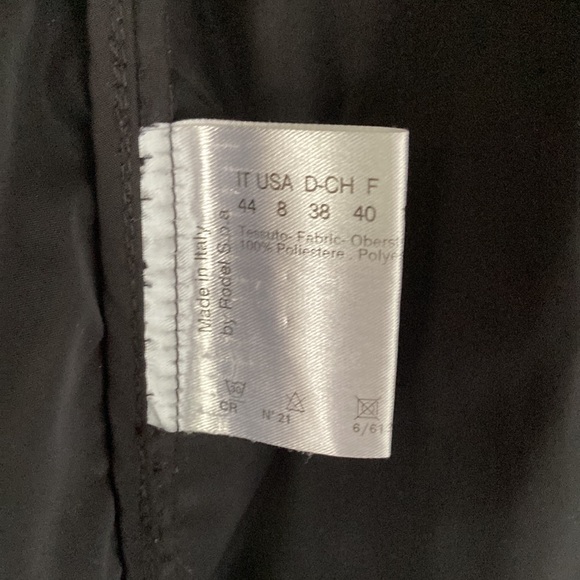 IT USA D-CH F
44 8 38 40
Tessuto- Fabric- Oberst
100% Poliestere . Polye
Made in Italy
by Rodel S.p.a
30
CR
N°21
6/61